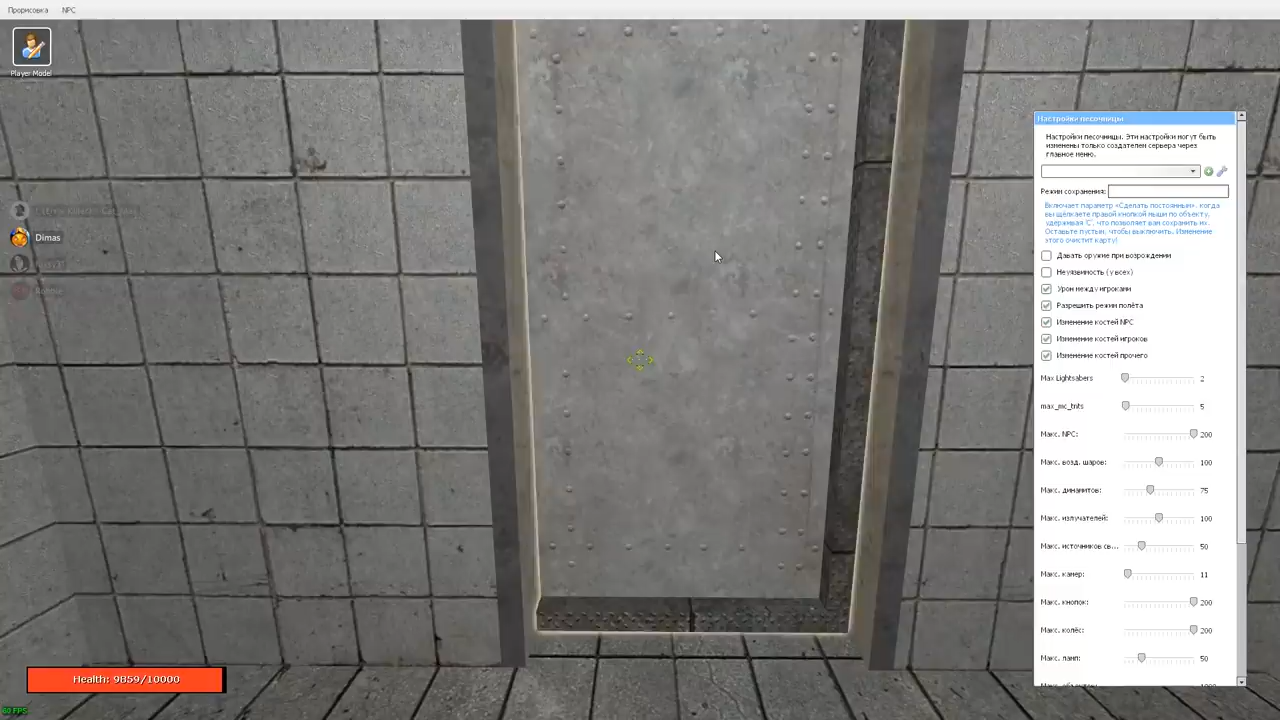 Прорисовка NPC
Player Model
Dimas
Настройки песочницы
Настройки песочницы. Эти настройки могут быть
изменены только создателем сервера через
главное меню.
Режим сохранения:
Включает параметр «Сделать постоянным», когда
вы щёлкаете правой кнопкой мыши по объекту,
удерживая 'C', что позволяет вам сохранить их.
Оставьте пустым, чтобы выключить. Изменение
этого очистит карту!
Давать оружие при возрождении
Неуязвимость (у всех)
Урон между игроками
Разрешить режим полёта
Изменение костей NPC
Изменение костей игроков
Изменение костей прочего
Max Lightsabers 2
max_mc_tnts 5
Макс. NPC: 200
Макс. возд. шаров: 100
Макс. динамитов: 75
Макс. излучателей: 100
Макс. источников св... 50
Макс. камер: 11
Макс. кнопок: 200
Макс. колёс: 200
Макс. ламп: 50
Health: 9859/10000
60 FPS